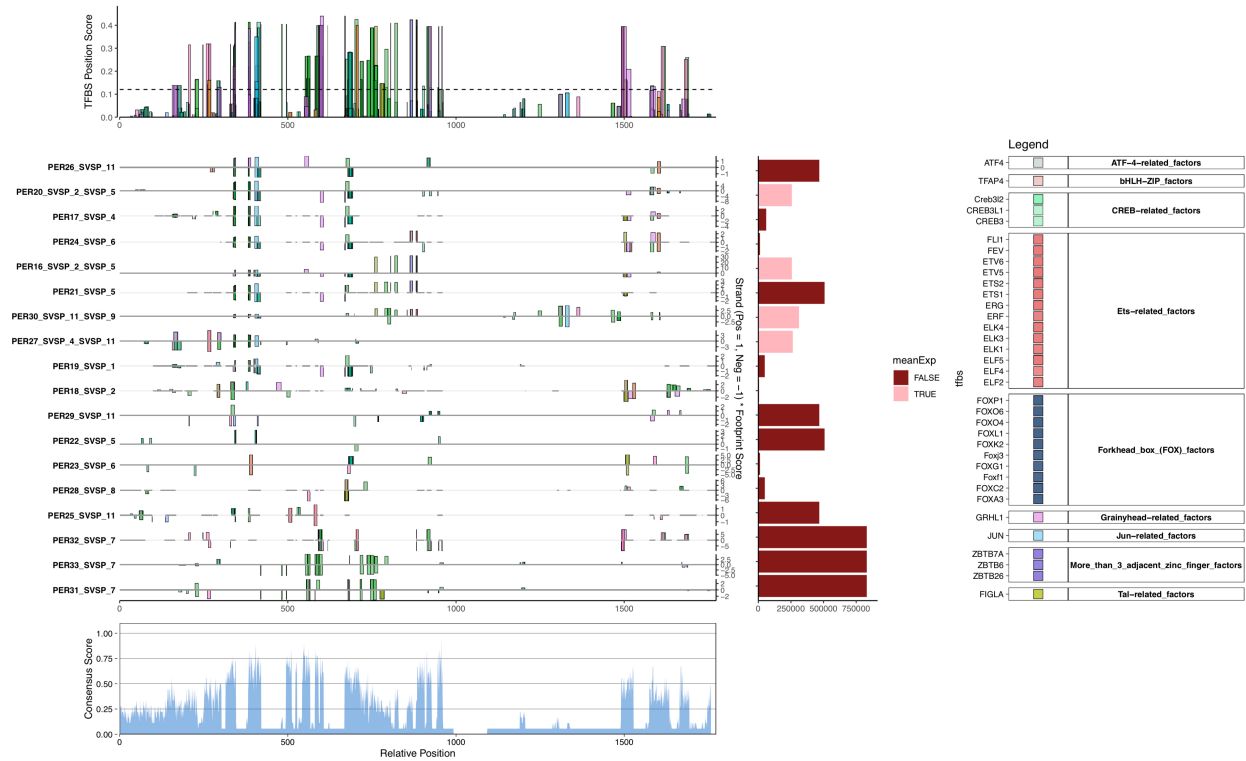 TFBS Position Score
0.4
0.3
0.2
0.1
0.0
0
500
1000
1500
PER26_SVSP_11
PER20_SVSP_2_SVSP_5
PER17_SVSP_4
PER24_SVSP_6
PER16_SVSP_2_SVSP_5
PER21_SVSP_5
PER30_SVSP_11_SVSP_9
PER27_SVSP_4_SVSP_11
PER19_SVSP_1
PER18_SVSP_2
PER29_SVSP_11
PER22_SVSP_5
PER23_SVSP_6
PER28_SVSP_8
PER25_SVSP_11
PER32_SVSP_7
PER33_SVSP_7
PER31_SVSP_7
0
500
1000
1500
Strand (Pos = 1, Neg = −1) * Footprint Score
0
250000
500000
750000
meanExp
FALSE
TRUE
Legend
tfbs
ATF4
ATF−4−related_factors
TFAP4
bHLH−ZIP_factors
Creb3l2
CREB3L1
CREB3
CREB−related_factors
FLI1
FEV
ETV6
ETV5
ETS2
ETS1
ERG
ERF
ELK4
ELK3
ELK1
ELF5
ELF4
ELF2
Ets−related_factors
FOXP1
FOXO6
FOXO4
FOXL1
FOXK2
Foxj3
FOXG1
Foxf1
FOXC2
FOXA3
Forkhead_box_(FOX)_factors
GRHL1
Grainyhead−related_factors
JUN
Jun−related_factors
ZBTB7A
ZBTB6
ZBTB26
More_than_3_adjacent_zinc_finger_factors
FIGLA
Tal−related_factors
Consensus Score
1.00
0.75
0.50
0.25
0.00
0
500
1000
1500
Relative Position